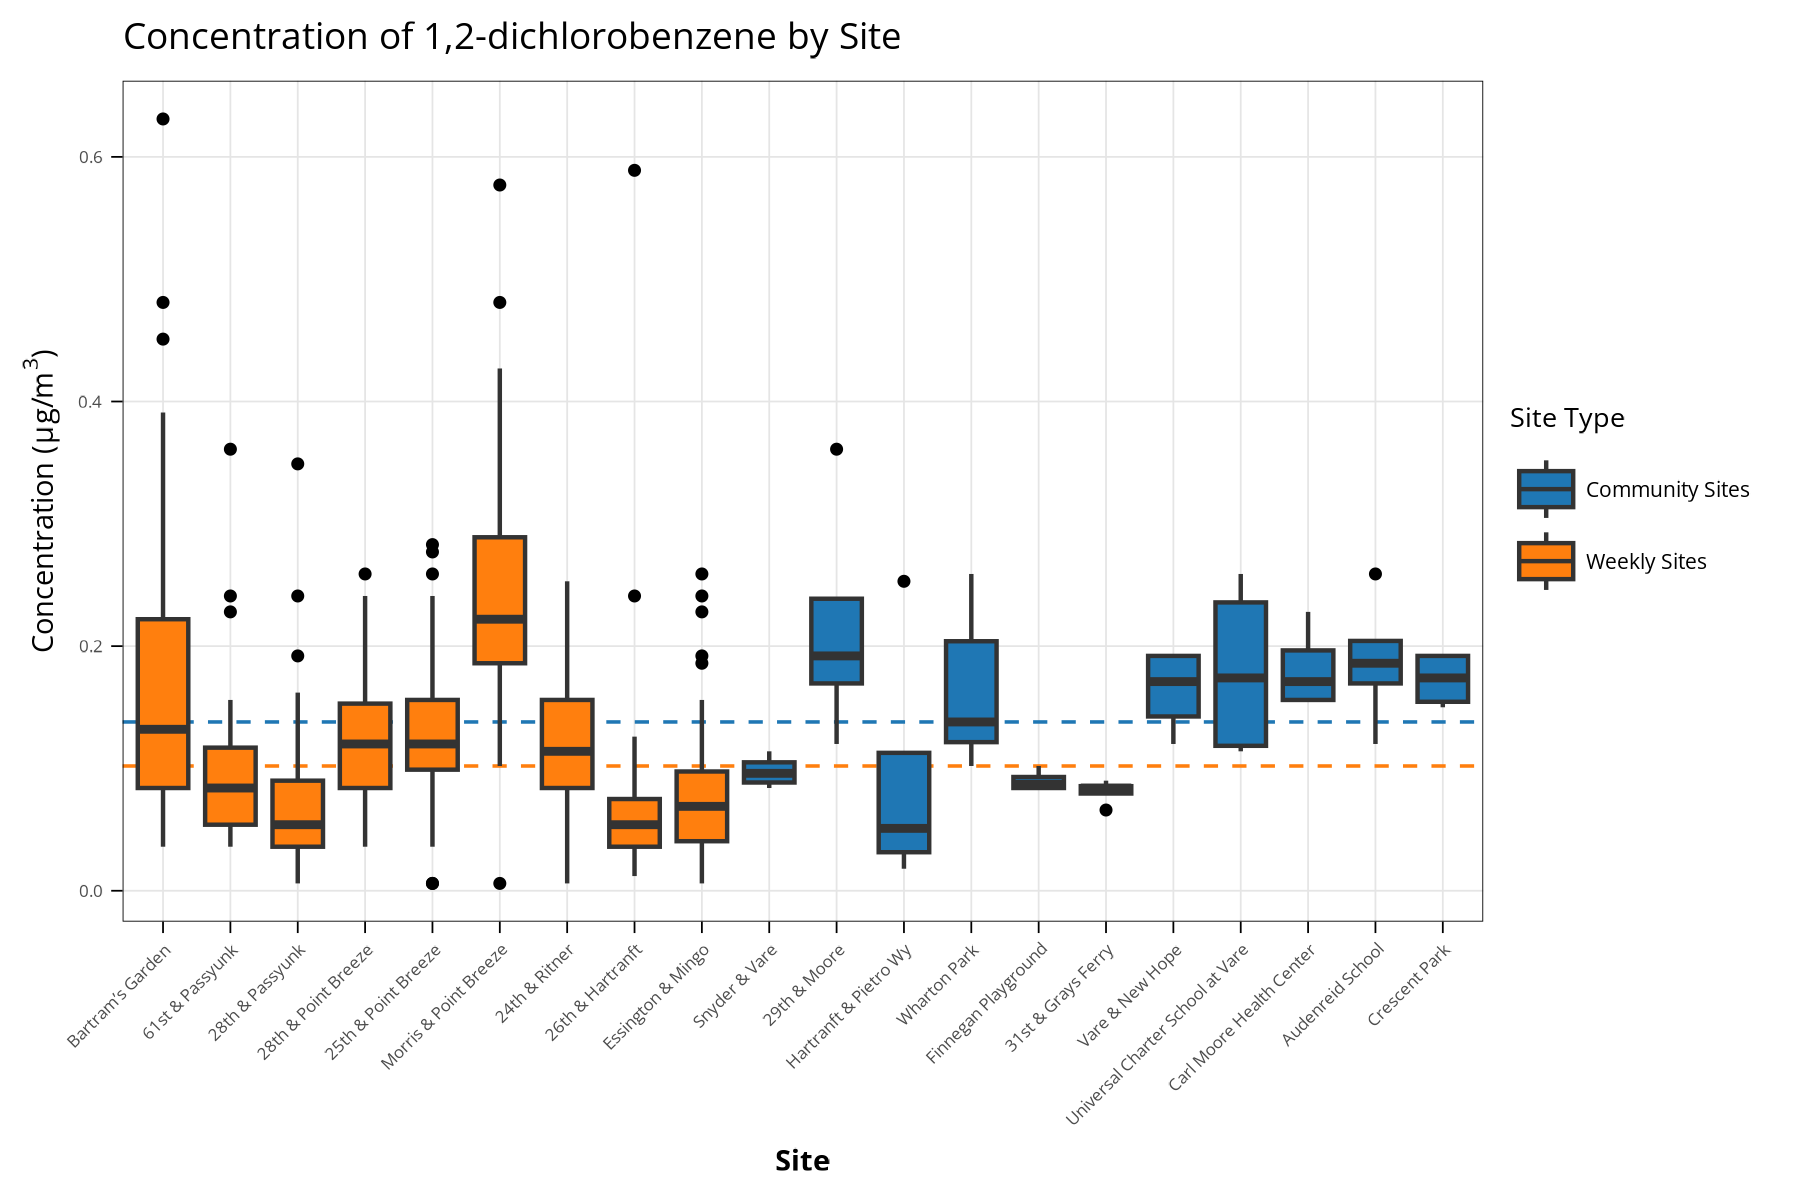 Concentration of 1,2-dichlorobenzene by Site
Concentration (µg/m³)
0.6
0.4
0.2
0.0
Bartram's Garden
61st & Passyunk
28th & Passyunk
28th & Point Breeze
25th & Point Breeze
Morris & Point Breeze
24th & Ritner
26th & Hartranft
Essington & Mingo
Snyder & Vare
29th & Moore
Hartranft & Pietro Wy
Wharton Park
Finnegan Playground
31st & Grays Ferry
Vare & New Hope
Universal Charter School at Vare
Carl Moore Health Center
Audenreid School
Crescent Park
Site
Site Type
Community Sites
Weekly Sites